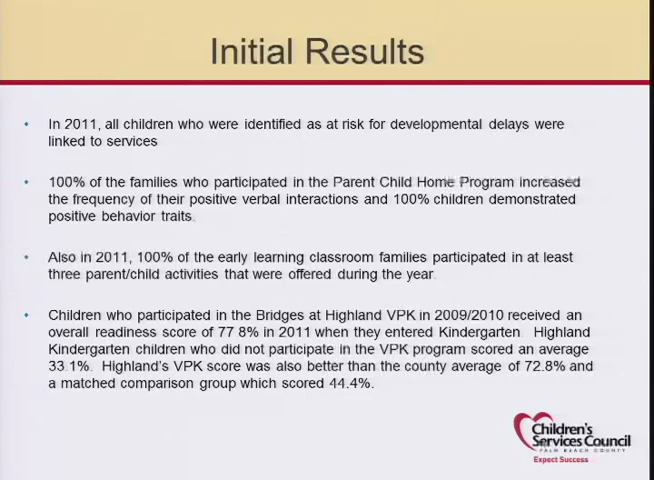 Initial Results
• In 2011, all children who were identified as at risk for developmental delays were
linked to services
• 100% of the families who participated in the Parent Child Home Program increased
the frequency of their positive verbal interactions and 100% children demonstrated
positive behavior traits.
• Also in 2011, 100% of the early learning classroom families participated in at least
three parent/child activities that were offered during the year.
• Children who participated in the Bridges at Highland VPK in 2009/2010 received an
overall readiness score of 77.8% in 2011 when they entered Kindergarten. Highland
Kindergarten children who did not participate in the VPK program scored an average
33.1%. Highland's VPK score was also better than the county average of 72.8% and
a matched comparison group which scored 44.4%.
Children's
Services Council
PALM BEACH COUNTY
Expect Success